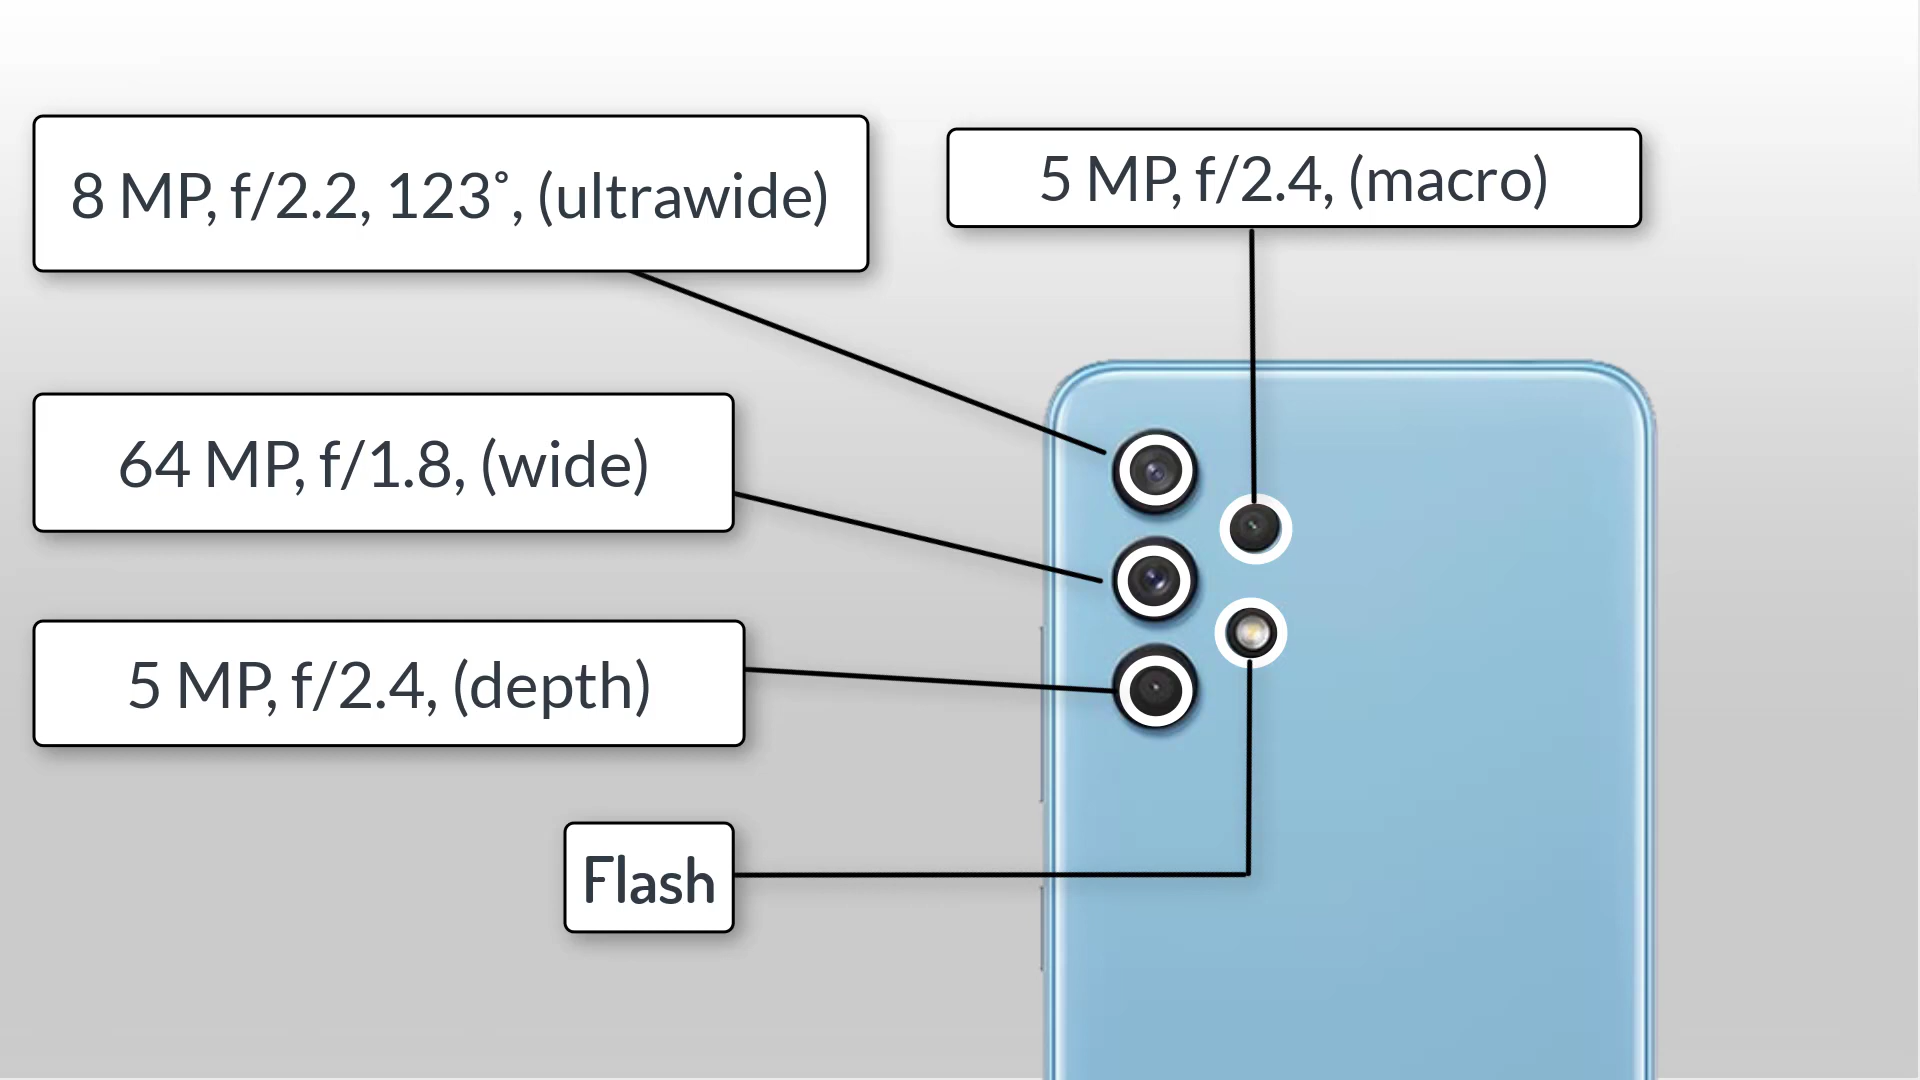 8 MP, f/2.2, 123˚, (ultrawide)
5 MP, f/2.4, (macro)
64 MP, f/1.8, (wide)
5 MP, f/2.4, (depth)
Flash